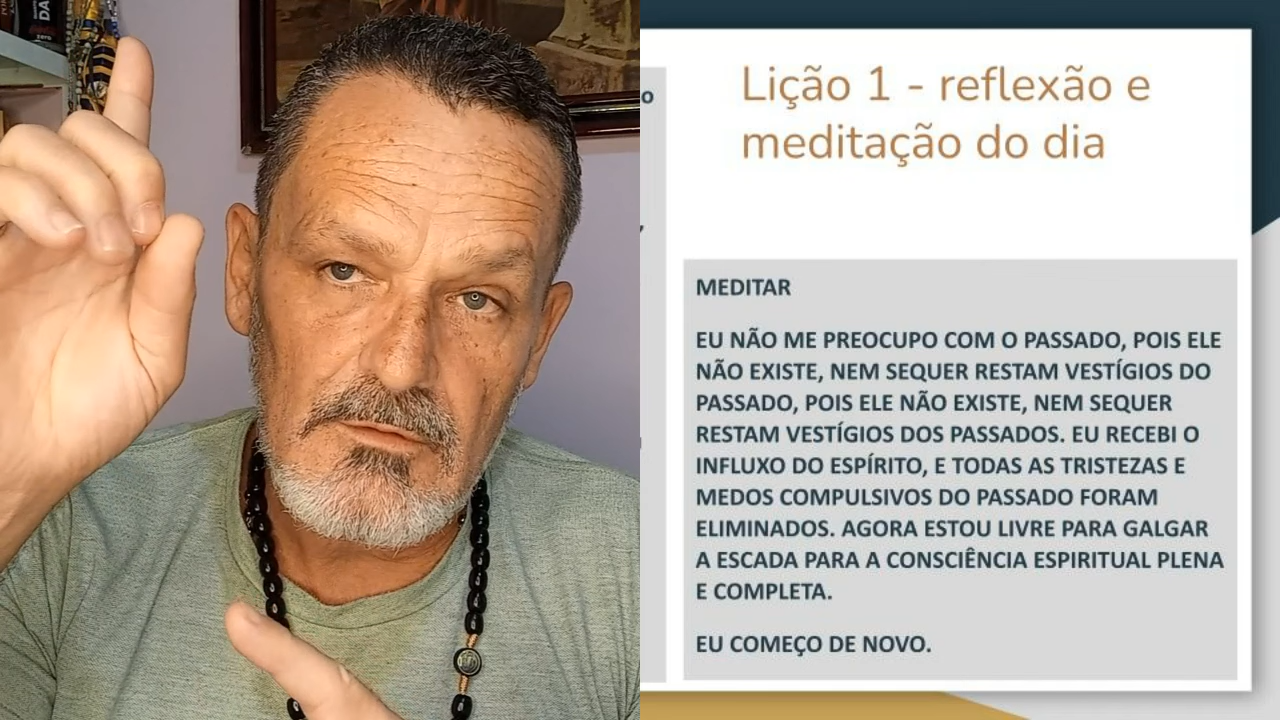 DA
Lição 1 - reflexão e
meditação do dia
MEDITAR
EU NÃO ME PREOCUPO COM O PASSADO, POIS ELE
NÃO EXISTE, NEM SEQUER RESTAM VESTÍGIOS DO
PASSADO, POIS ELE NÃO EXISTE, NEM SEQUER
RESTAM VESTÍGIOS DOS PASSADOS. EU RECEBI O
INFLUXO DO ESPÍRITO, E TODAS AS TRISTEZAS E
MEDOS COMPULSIVOS DO PASSADO FORAM
ELIMINADOS. AGORA ESTOU LIVRE PARA GALGAR
A ESCADA PARA A CONSCIÊNCIA ESPIRITUAL PLENA
E COMPLETA.
EU COMEÇO DE NOVO.